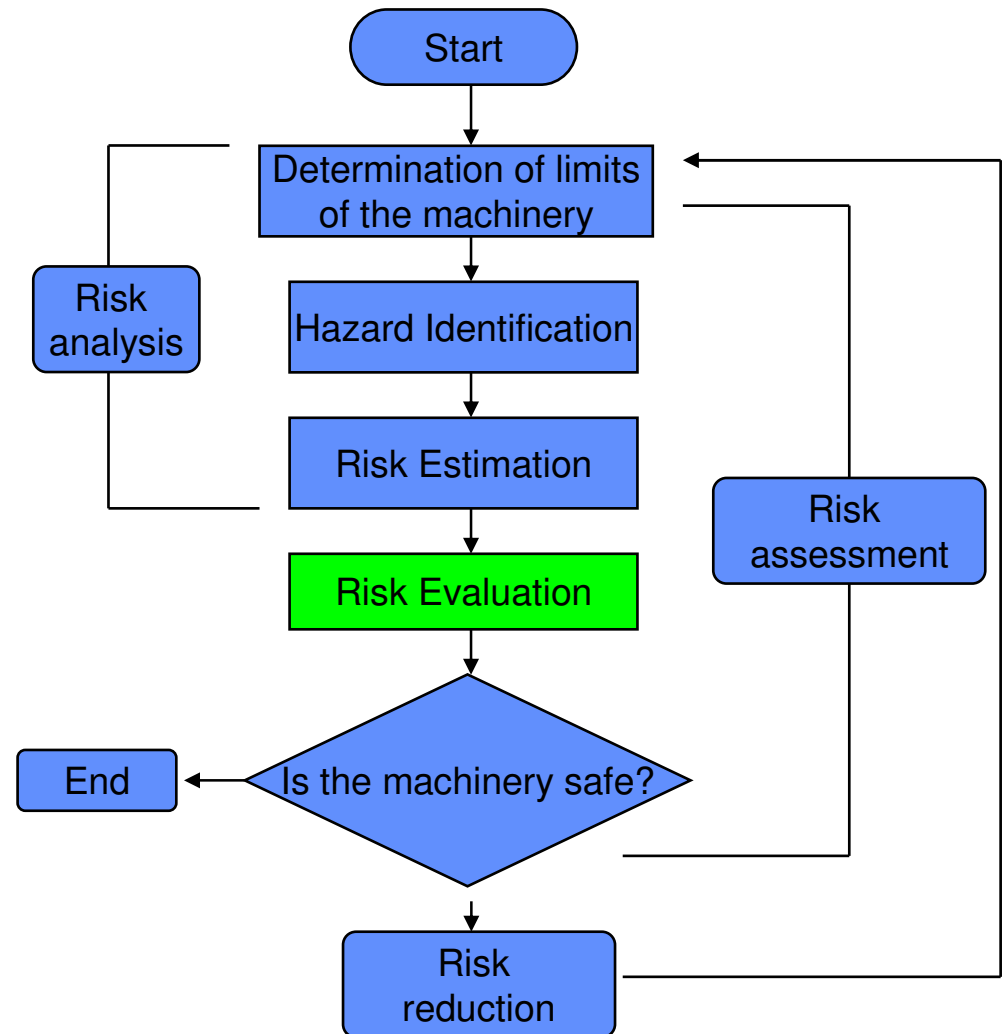 Start
Determination of limits
of the machinery
Risk
analysis
Hazard Identification
Risk Estimation
Risk
assessment
Risk Evaluation
Is the machinery safe?
End
Risk
reduction